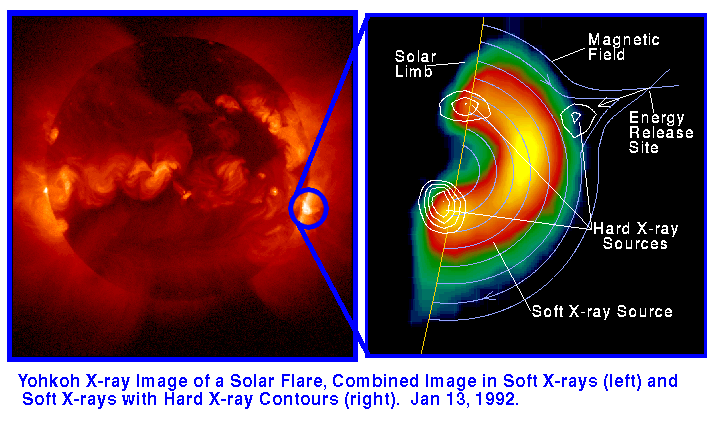 Solar
Limb
Magnetic
Field
Energy
Release
Site
Hard X-ray
Sources
Soft X-ray Source
Yohkoh X-ray Image of a Solar Flare, Combined Image in Soft X-rays (left) and
Soft X-rays with Hard X-ray Contours (right).  Jan 13, 1992.